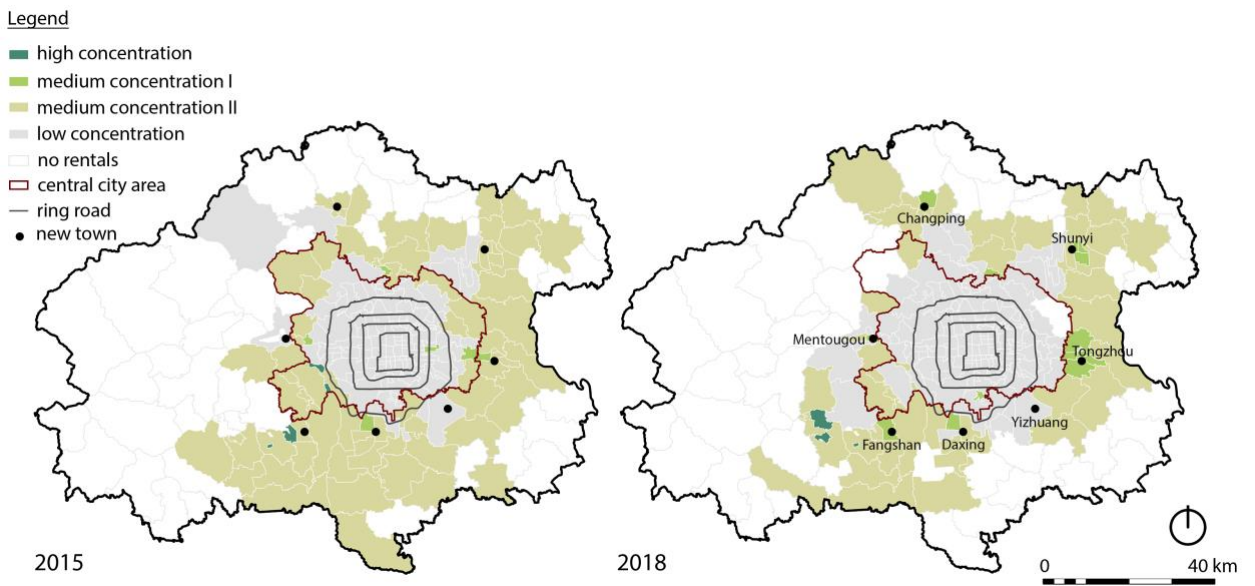 Legend
high concentration
medium concentration I
medium concentration II
low concentration
no rentals
central city area
ring road
new town
Changping
Shunyi
Mentougou
Tongzhou
Yizhuang
Fangshan
Daxing
2015
2018
0
40 km